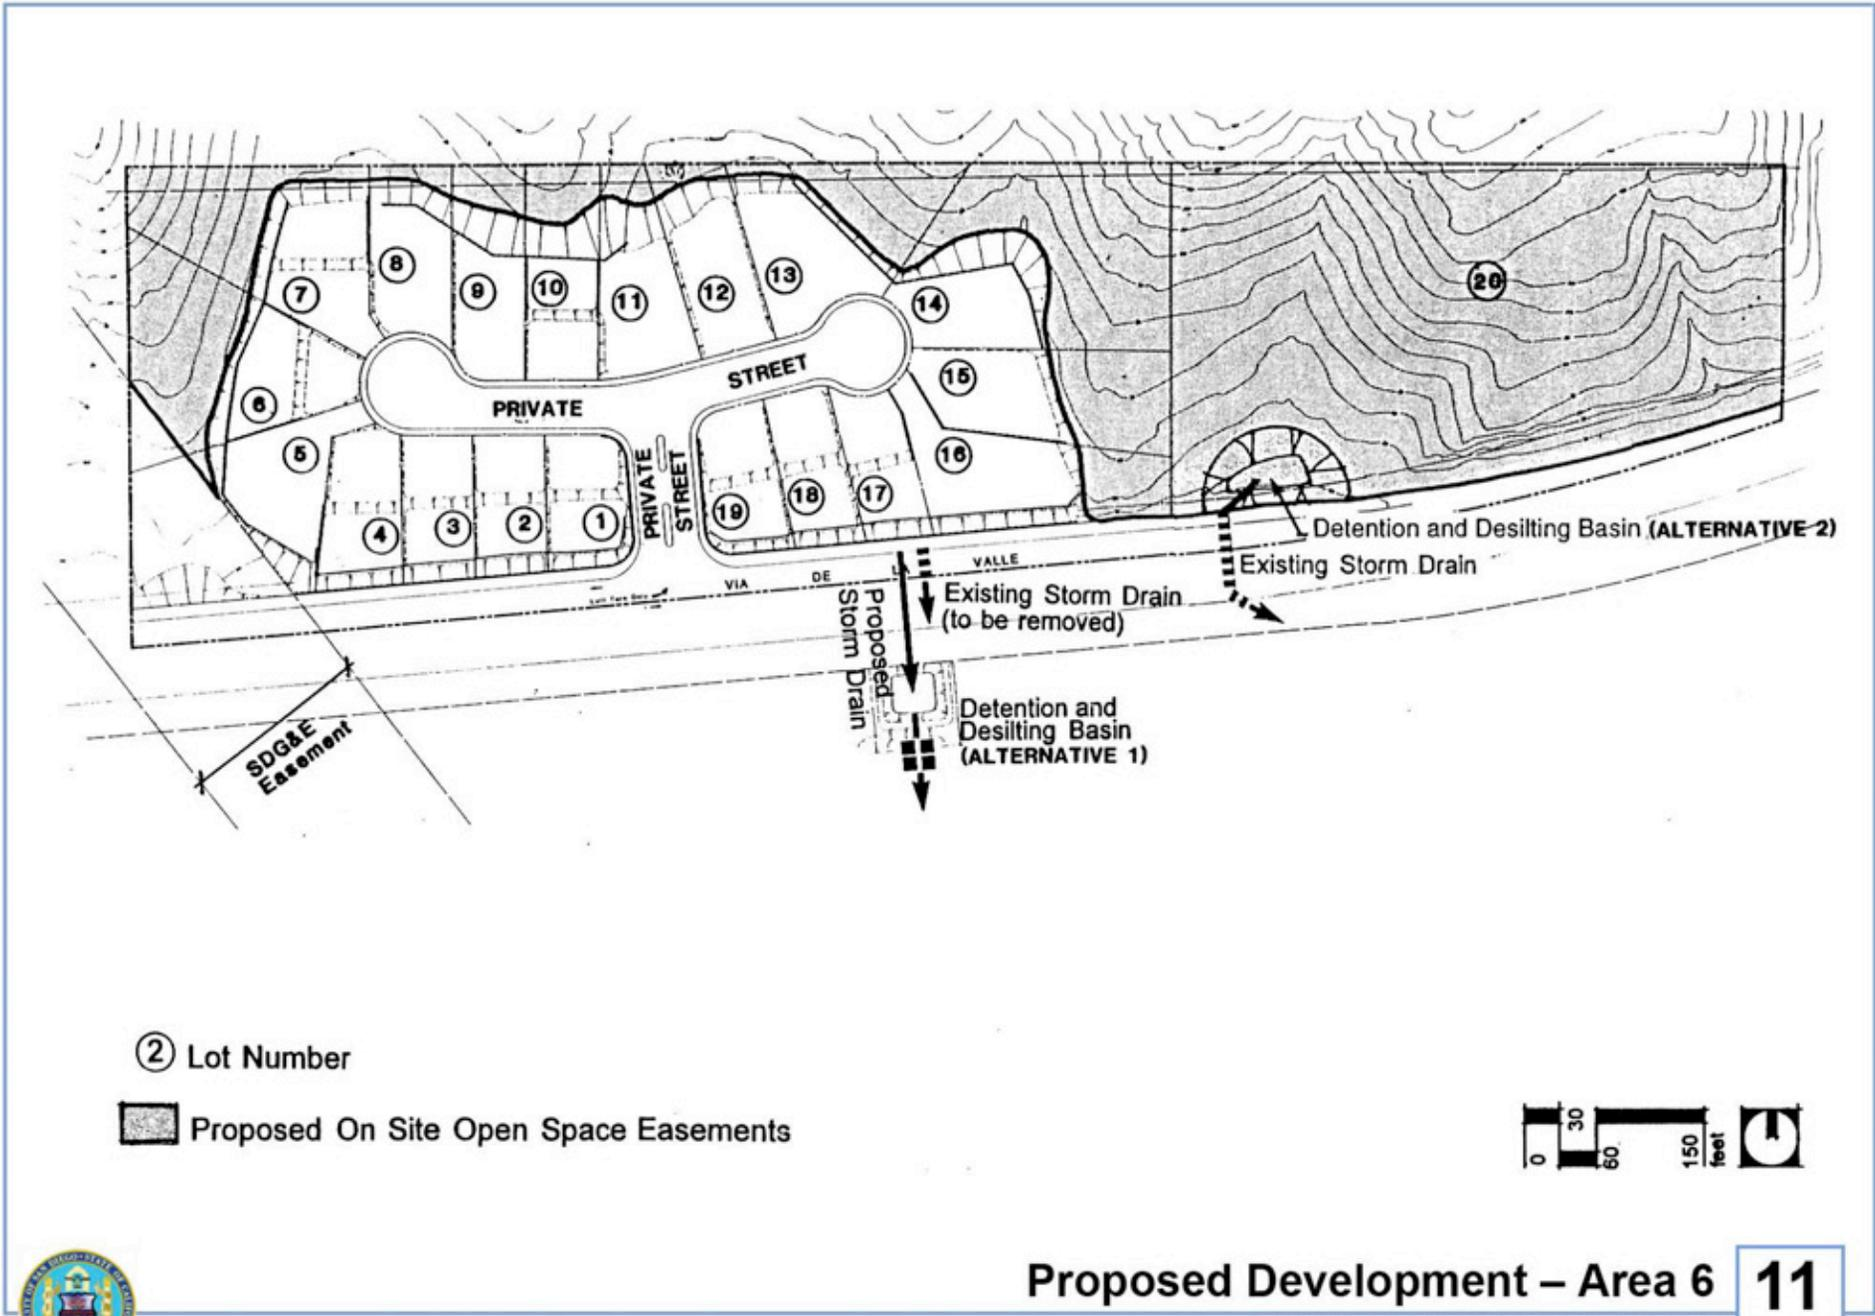 8
7
9
10
11
12
13
14
20
6
15
5
PRIVATE
STREET
PRIVATE
STREET
16
4
3
2
1
19
18
17
VIA DE LA VALLE
Detention and Desilting Basin (ALTERNATIVE 2)
Existing Storm Drain
Existing Storm Drain
(to be removed)
Proposed
Storm Drain
Detention and
Desilting Basin
(ALTERNATIVE 1)
SDG&E
Easement
2 Lot Number
Proposed On Site Open Space Easements
0 30 60 150 feet
Proposed Development – Area 6 11